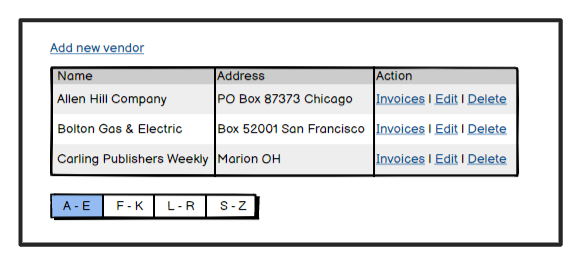 Add new vendor
Name Address Action
Allen Hill Company PO Box 87373 Chicago Invoices | Edit | Delete
Bolton Gas & Electric Box 52001 San Francisco Invoices | Edit | Delete
Carling Publishers Weekly Marion OH Invoices | Edit | Delete
A - E F - K L - R S - Z